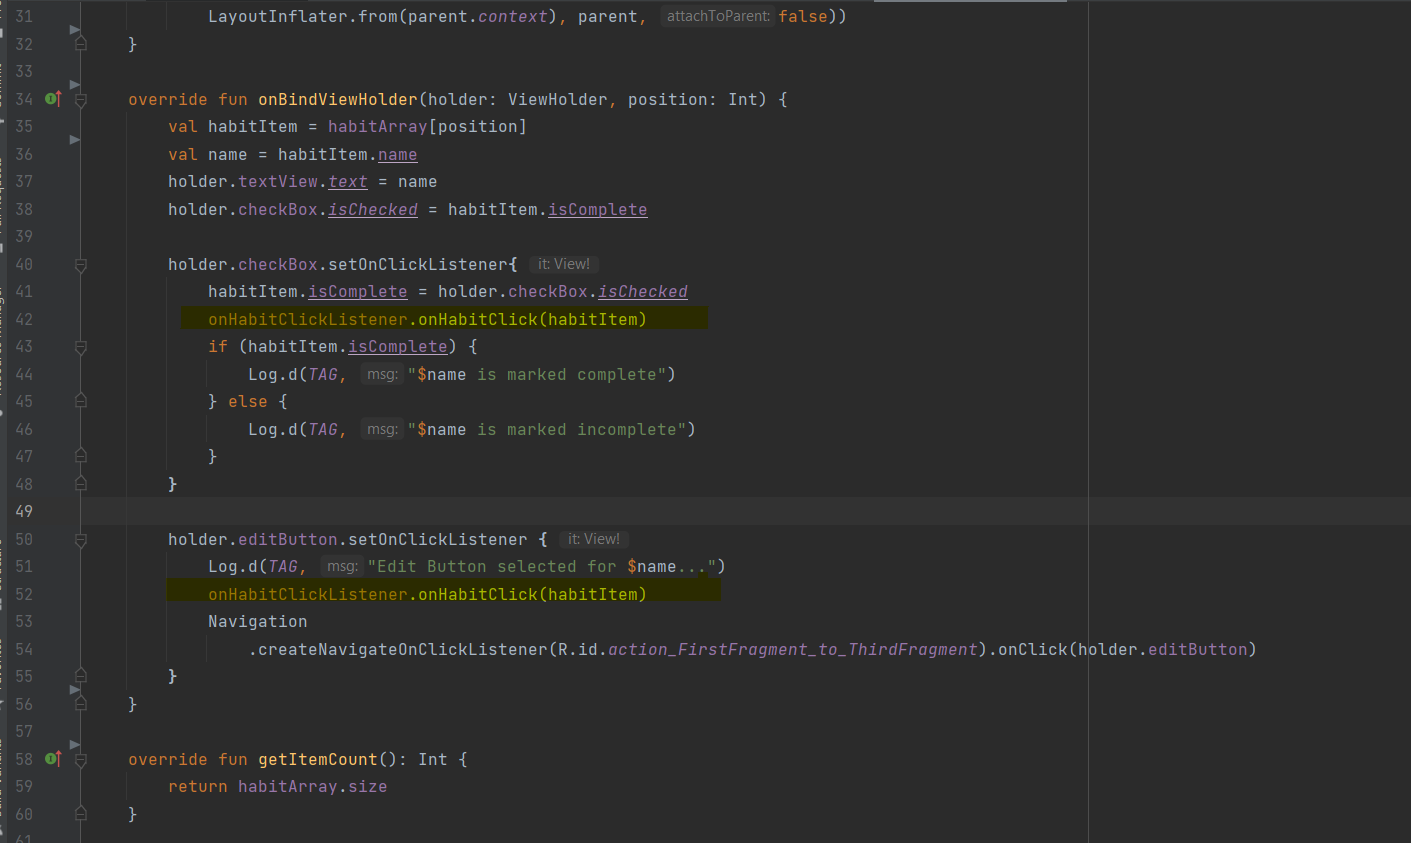 31 LayoutInflater.from(parent.context), parent, attachToParent: false))
32 }
33
34 override fun onBindViewHolder(holder: ViewHolder, position: Int) {
35 val habitItem = habitArray[position]
36 val name = habitItem.name
37 holder.textView.text = name
38 holder.checkBox.isChecked = habitItem.isComplete
39
40 holder.checkBox.setOnClickListener{ it: View!
41 habitItem.isComplete = holder.checkBox.isChecked
42 onHabitClickListener.onHabitClick(habitItem)
43 if (habitItem.isComplete) {
44 Log.d(TAG, msg: "$name is marked complete")
45 } else {
46 Log.d(TAG, msg: "$name is marked incomplete")
47 }
48 }
49
50 holder.editButton.setOnClickListener { it: View!
51 Log.d(TAG, msg: "Edit Button selected for $name...")
52 onHabitClickListener.onHabitClick(habitItem)
53 Navigation
54 .createNavigateOnClickListener(R.id.action_FirstFragment_to_ThirdFragment).onClick(holder.editButton)
55 }
56 }
57
58 override fun getItemCount(): Int {
59 return habitArray.size
60 }
61